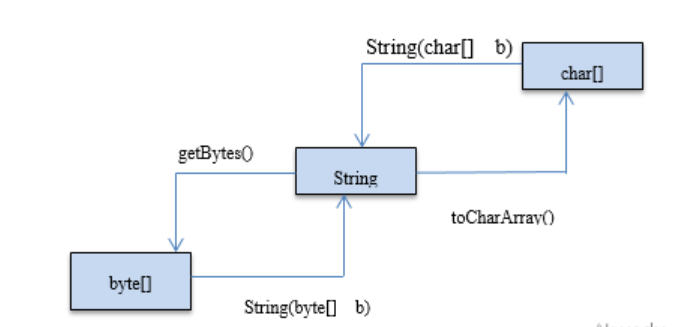 String(char[] b)
char[]
getBytes()
String
toCharArray()
byte[]
String(byte[] b)